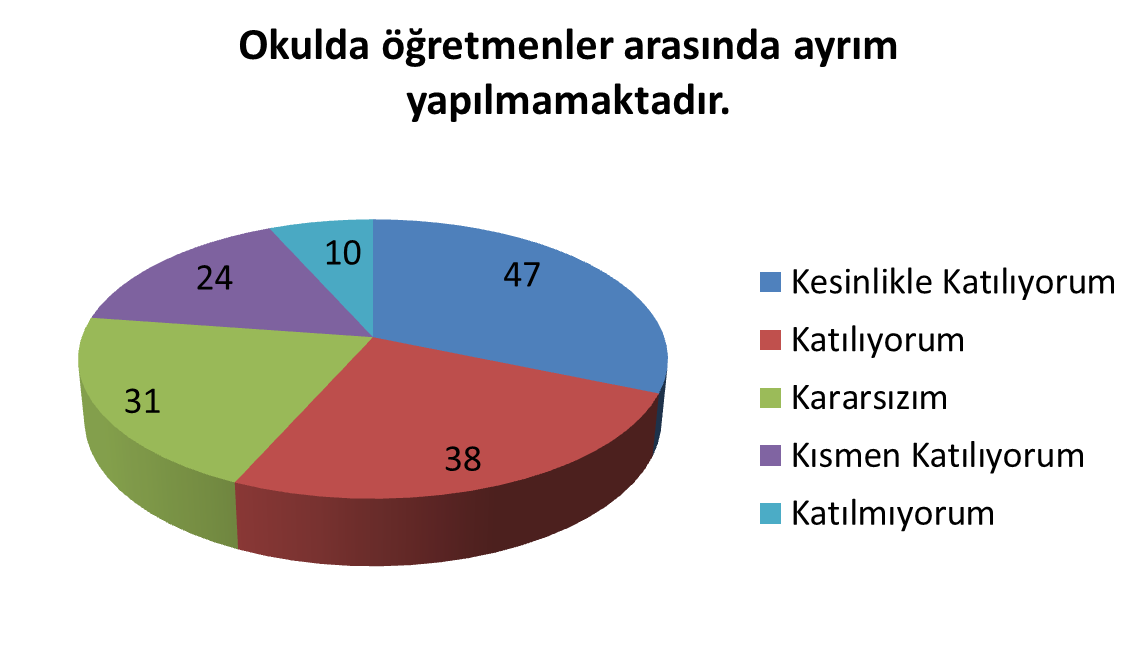 Okulda öğretmenler arasında ayrım
yapılmamaktadır.
10
47
24
31
38
Kesinlikle Katılıyorum
Katılıyorum
Kararsızım
Kısmen Katılıyorum
Katılmıyorum